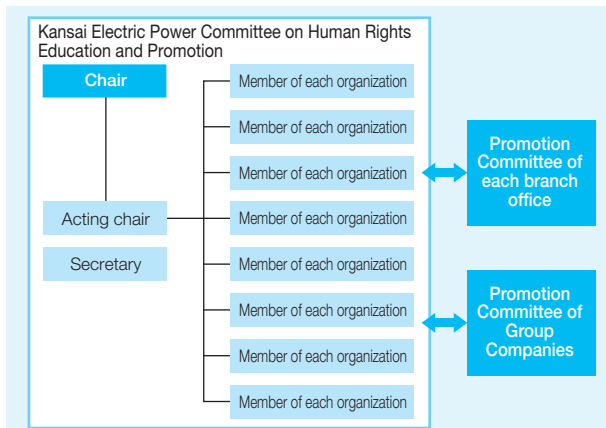 Kansai Electric Power Committee on Human Rights
Education and Promotion
Chair
Acting chair
Secretary
Member of each organization
Member of each organization
Member of each organization
Member of each organization
Member of each organization
Member of each organization
Member of each organization
Member of each organization
Promotion
Committee of
each branch
office
Promotion
Committee of
Group
Companies